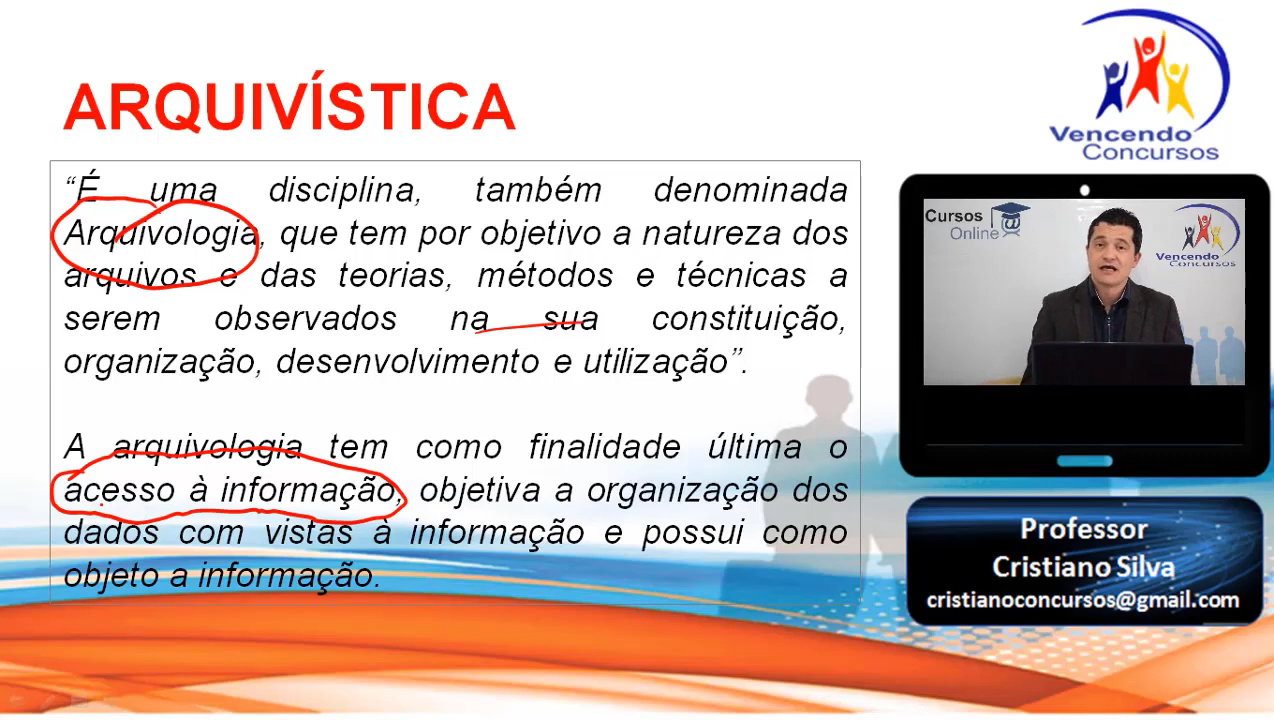 ARQUIVÍSTICA
“É uma disciplina, também denominada
Arquivologia, que tem por objetivo a natureza dos
arquivos e das teorias, métodos e técnicas a
serem observados na sua constituição,
organização, desenvolvimento e utilização”.
A arquivologia tem como finalidade última o
acesso à informação, objetiva a organização dos
dados com vistas à informação e possui como
objeto a informação.
Vencendo
Concursos
Cursos
Online
Vencendo
Concursos
Professor
Cristiano Silva
cristianoconcursos@gmail.com